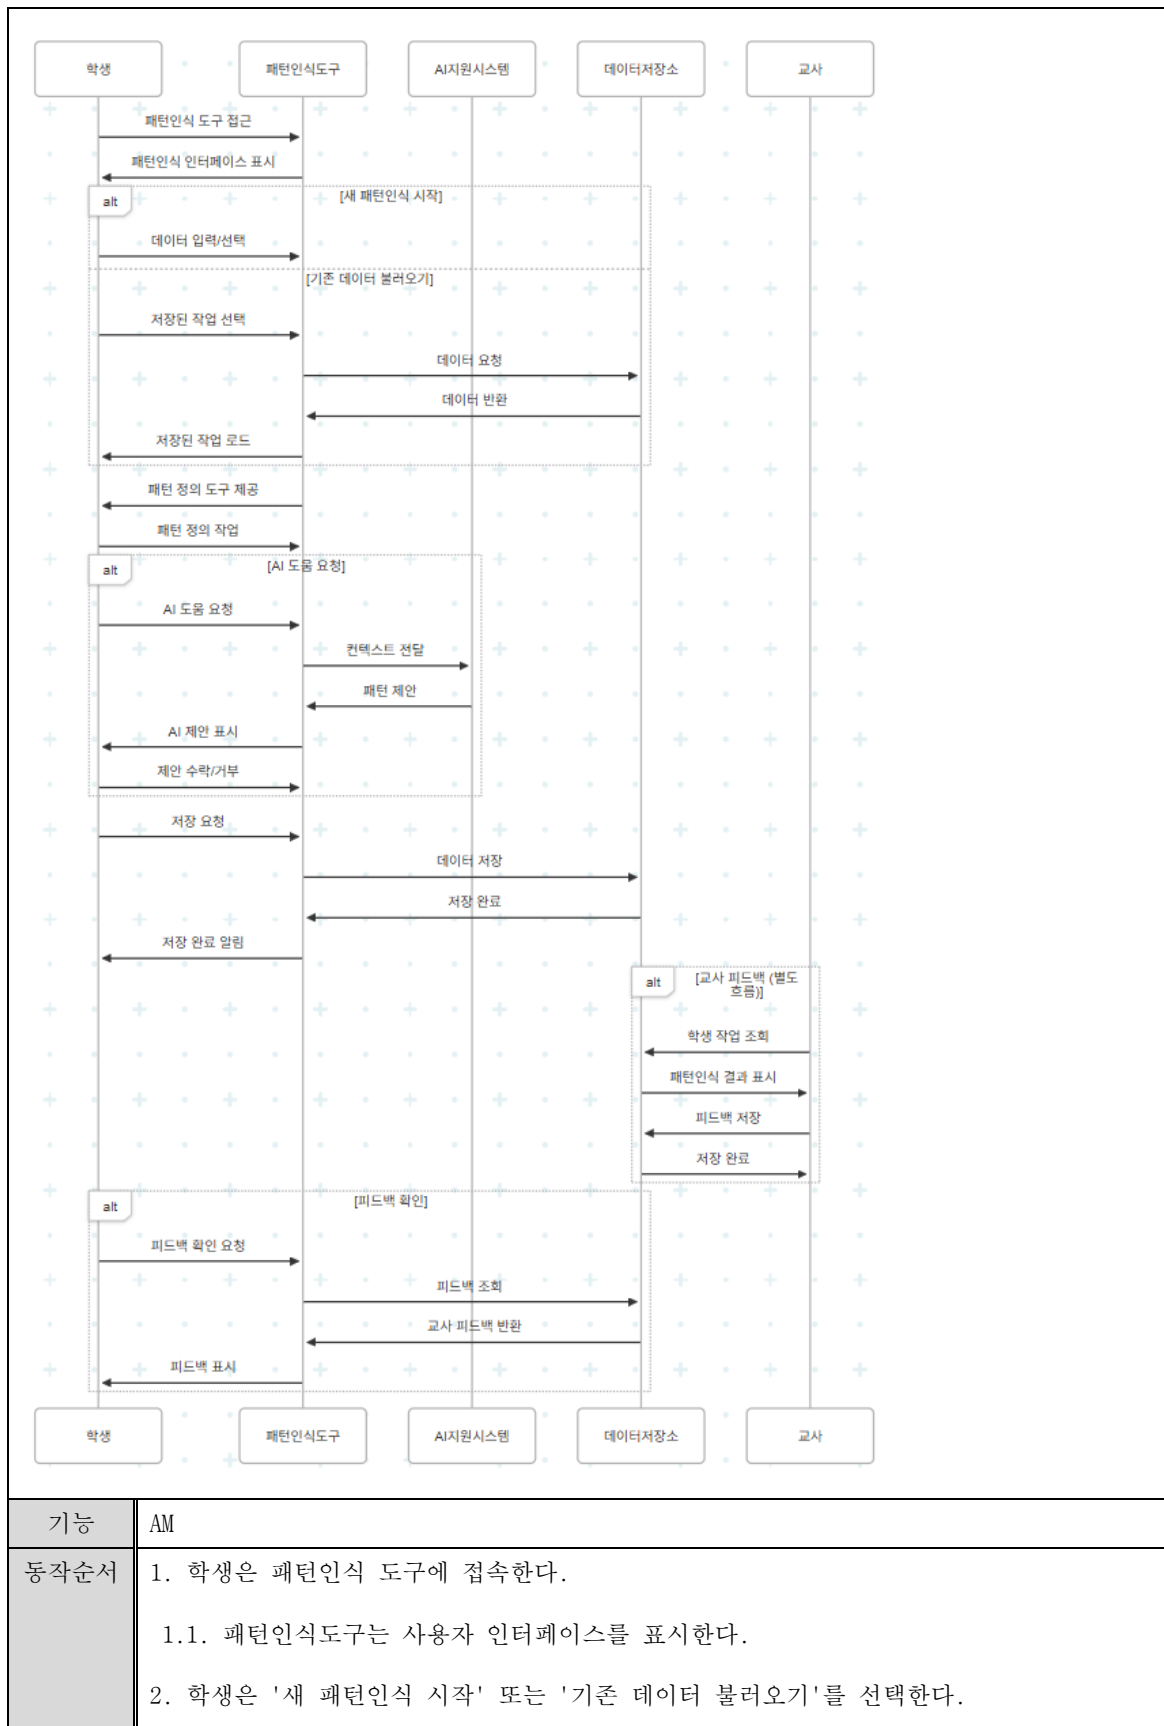 학생
패턴인식도구
AI지원시스템
데이터저장소
교사
패턴인식 도구 접근
패턴인식 인터페이스 표시
alt
[새 패턴인식 시작]
데이터 입력/선택
[기존 데이터 불러오기]
저장된 작업 선택
데이터 요청
데이터 반환
저장된 작업 로드
패턴 정의 도구 제공
패턴 정의 작업
alt
[AI 도움 요청]
AI 도움 요청
컨텍스트 전달
패턴 제안
AI 제안 표시
제안 수락/거부
저장 요청
데이터 저장
저장 완료
저장 완료 알림
alt
[교사 피드백 (별도
흐름)]
학생 작업 조회
패턴인식 결과 표시
피드백 저장
저장 완료
alt
[피드백 확인]
피드백 확인 요청
피드백 조회
교사 피드백 반환
피드백 표시
학생
패턴인식도구
AI지원시스템
데이터저장소
교사
기능
AM
동작순서
1. 학생은 패턴인식 도구에 접속한다.
1.1. 패턴인식도구는 사용자 인터페이스를 표시한다.
2. 학생은 '새 패턴인식 시작' 또는 '기존 데이터 불러오기'를 선택한다.